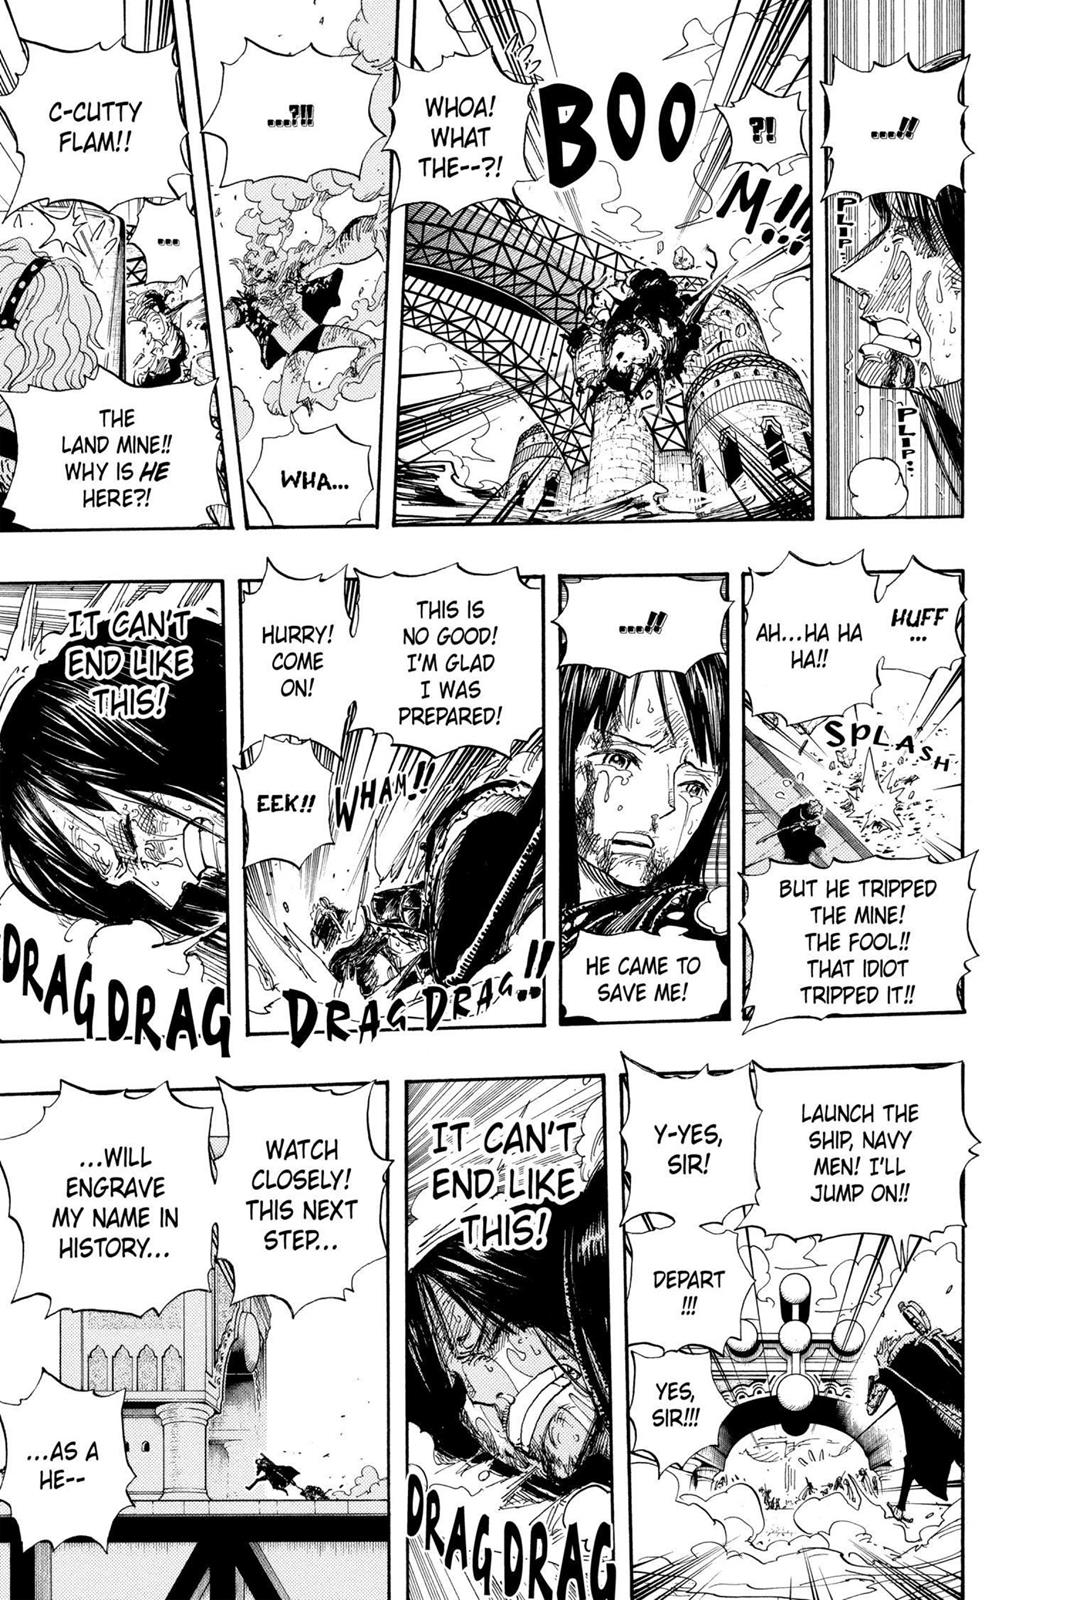 ....!!
PLIP
PLIP..
?!
BOO
M!!!
WHOA!
WHAT
THE--?!
...?!!
WHA...
C-CUTTY
FLAM!!
...
THE
LAND MINE!!
WHY IS HE
HERE?!
HUFF
...
AH...HA HA
HA!!
SPLASH
BUT HE TRIPPED
THE MINE!
THE FOOL!!
THAT IDIOT
TRIPPED IT!!
....!!
HE CAME TO
SAVE ME!
THIS IS
NO GOOD!
I'M GLAD
I WAS
PREPARED!
HURRY!
COME
ON!
WHAM!!
EEK!!
DRAG DRAG!!
IT CAN'T
END LIKE
THIS!
DRAG DRAG
LAUNCH THE
SHIP, NAVY
MEN! I'LL
JUMP ON!!
Y-YES,
SIR!
DEPART
!!!
YES,
SIR!!!
IT CAN'T
END LIKE
THIS!
DRAG DRAG
WATCH
CLOSELY!
THIS NEXT
STEP...
...WILL
ENGRAVE
MY NAME IN
HISTORY...
...AS A
HE--